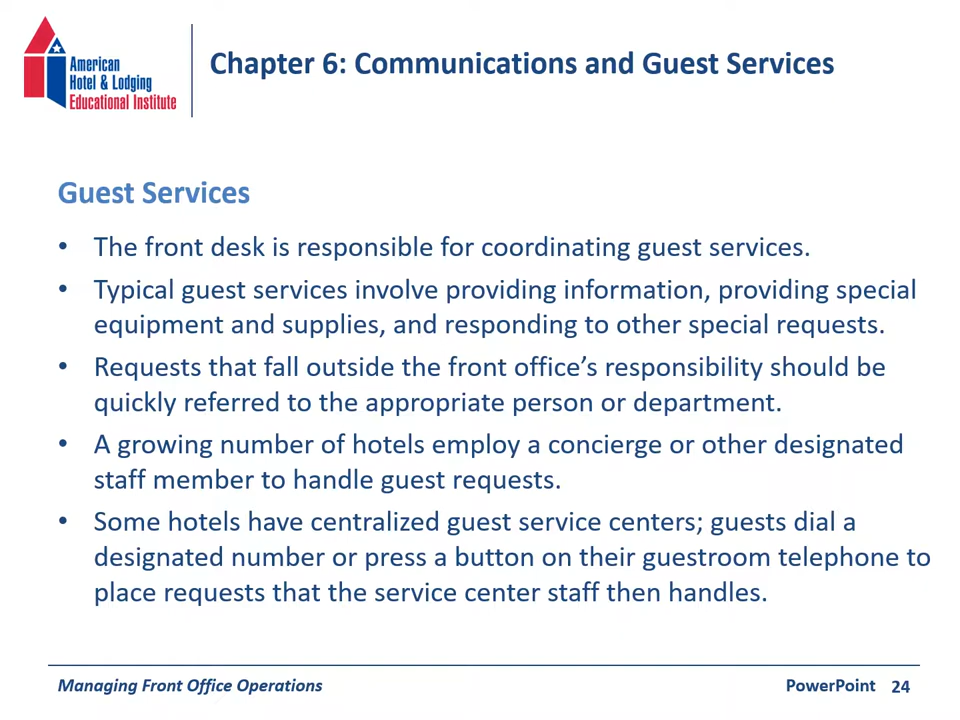 American
Hotel & Lodging
Educational Institute
Chapter 6: Communications and Guest Services
Guest Services
• The front desk is responsible for coordinating guest services.
• Typical guest services involve providing information, providing special
equipment and supplies, and responding to other special requests.
• Requests that fall outside the front office’s responsibility should be
quickly referred to the appropriate person or department.
• A growing number of hotels employ a concierge or other designated
staff member to handle guest requests.
• Some hotels have centralized guest service centers; guests dial a
designated number or press a button on their guestroom telephone to
place requests that the service center staff then handles.
Managing Front Office Operations
PowerPoint 24